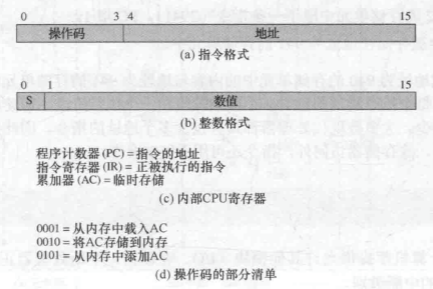 0 3 4 15
操作码 地址
(a) 指令格式
0 1 15
S 数值
(b) 整数格式
程序计数器(PC)=指令的地址
指令寄存器(IR)=正被执行的指令
累加器(AC)=临时存储
(c) 内部CPU寄存器
0001=从内存中载入AC
0010=将AC存储到内存
0101=从内存中添加AC
(d) 操作码的部分清单